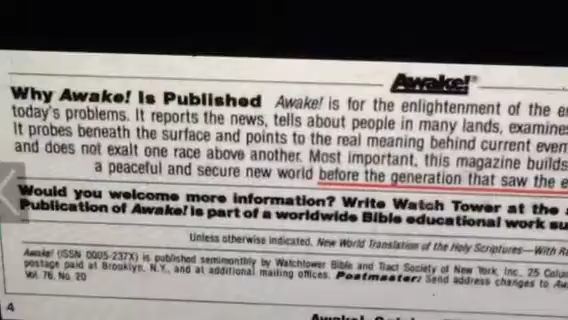 Awake!®
Why Awake! Is Published Awake! is for the enlightenment of the
today's problems. It reports the news, tells about people in many lands, examines
It probes beneath the surface and points to the real meaning behind current
and does not exalt one race above another. Most important, this magazine builds
a peaceful and secure new world before the generation that saw the
Would you welcome more information? Write Watch Tower at the
Publication of Awake! is part of a worldwide Bible educational work
Unless otherwise indicated, New World Translation of the Holy Scriptures—With
Awake! (ISSN 0005-237X) is published semimonthly by Watchtower Bible and Tract Society of New York, Inc., 25
postage paid at Brooklyn, N.Y., and at additional mailing offices. Postmaster: Send address changes to
Vol. 76, No. 20
4